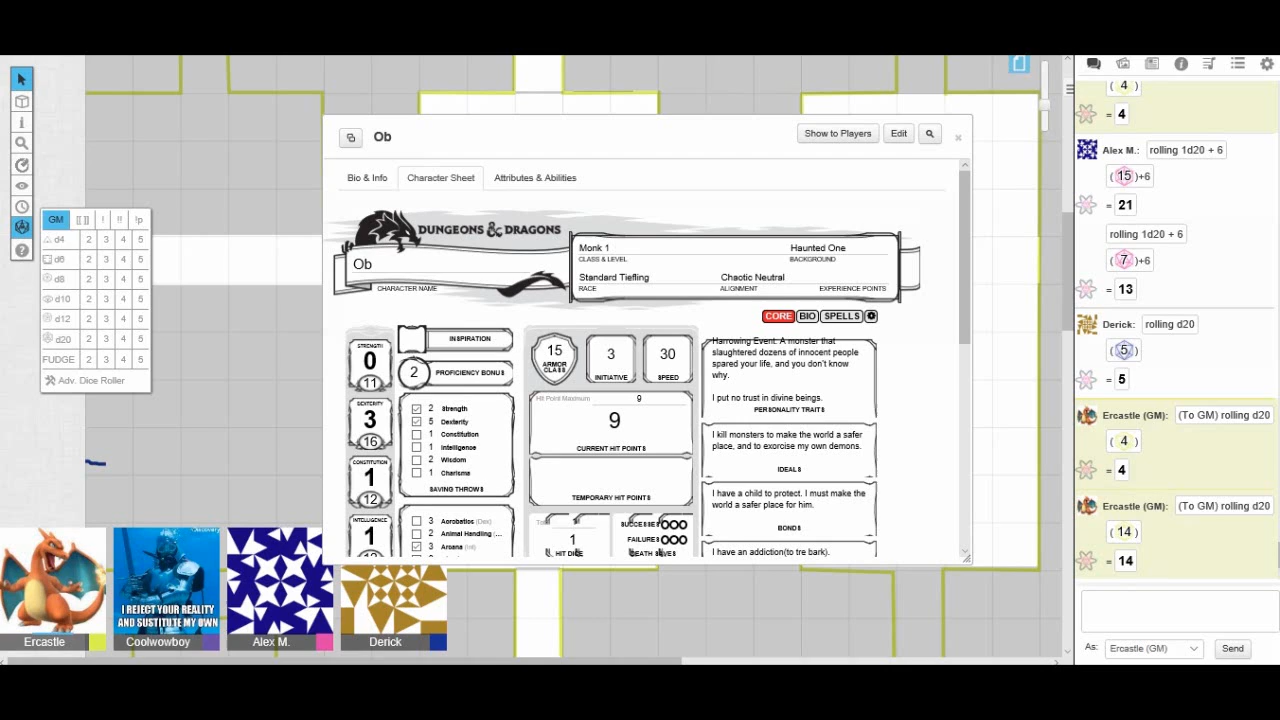 Ob
Show to Players
Edit
Bio & Info
Character Sheet
Attributes & Abilities
DUNGEONS & DRAGONS
Ob
CHARACTER NAME
Monk 1
Haunted One
CLASS & LEVEL
BACKGROUND
Standard Tiefling
Chaotic Neutral
RACE
ALIGNMENT
EXPERIENCE POINTS
CORE
BIO
SPELLS
STRENGTH
0
11
DEXTERITY
3
16
CONSTITUTION
1
12
INTELLIGENCE
1
INSPIRATION
2
PROFICIENCY BONUS
2 Strength
5 Dexterity
1 Constitution
1 Intelligence
2 Wisdom
1 Charisma
SAVING THROWS
3 Acrobatics (Dex)
2 Animal Handling (...
3 Arcana (Int)
15
ARMOR
CLASS
3
INITIATIVE
30
SPEED
Hit Point Maximum 9
9
CURRENT HIT POINTS
TEMPORARY HIT POINTS
1
HIT DICE
SUCCESSES
FAILURES
DEATH SAVES
Harrowing Event: A monster that
slaughtered dozens of innocent people
spared your life, and you don't know
why.
I put no trust in divine beings.
PERSONALITY TRAITS
I kill monsters to make the world a safer
place, and to exorcise my own demons.
IDEALS
I have a child to protect. I must make the
world a safer place for him.
BONDS
I have an addiction(to tre bark).
GM [[ ]] ! !! !p
d4 2 3 4 5
d6 2 3 4 5
d8 2 3 4 5
d10 2 3 4 5
d12 2 3 4 5
d20 2 3 4 5
FUDGE 2 3 4 5
Adv. Dice Roller
I REJECT YOUR REALITY
AND SUSTITUTE MY OWN
Ercastle
Coolwowboy
Alex M.
Derick
( 4 )
= 4
Alex M.: rolling 1d20 + 6
(15)+6
= 21
rolling 1d20 + 6
(7)+6
= 13
Derick: rolling d20
(5)
= 5
Ercastle (GM): (To GM) rolling d20
( 4 )
= 4
Ercastle (GM): (To GM) rolling d20
( 14 )
= 14
As: Ercastle (GM)
Send